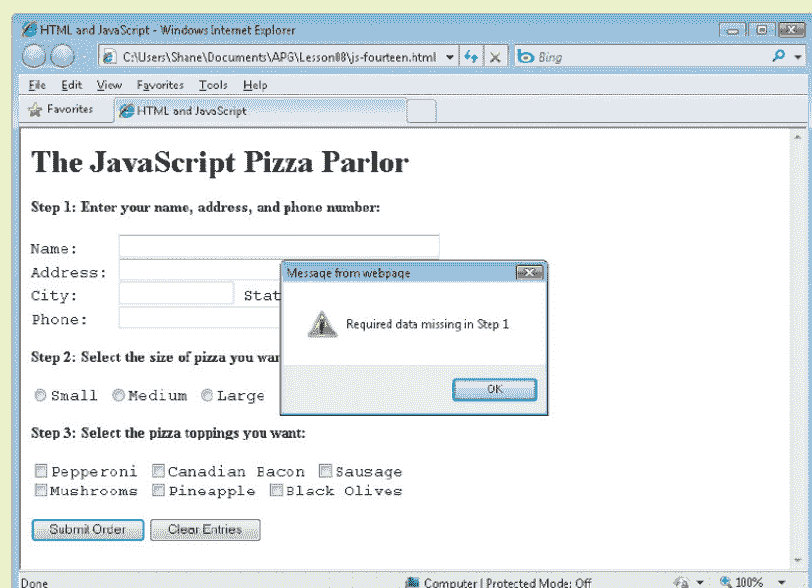 HTML and JavaScript - Windows Internet Explorer
C:\Users\Shane\Documents\APG\Lesson08\js-fourteen.html
Bing
File Edit View Favorites Tools Help
Favorites
HTML and JavaScript
The JavaScript Pizza Parlor
Step 1: Enter your name, address, and phone number:
Name:
Address:
City:
Stat
Phone:
Message from webpage
Required data missing in Step 1
OK
Step 2: Select the size of pizza you wan
Small Medium Large
Step 3: Select the pizza toppings you want:
Pepperoni Canadian Bacon Sausage
Mushrooms Pineapple Black Olives
Submit Order Clear Entries
Done
Computer | Protected Mode: Off
100%